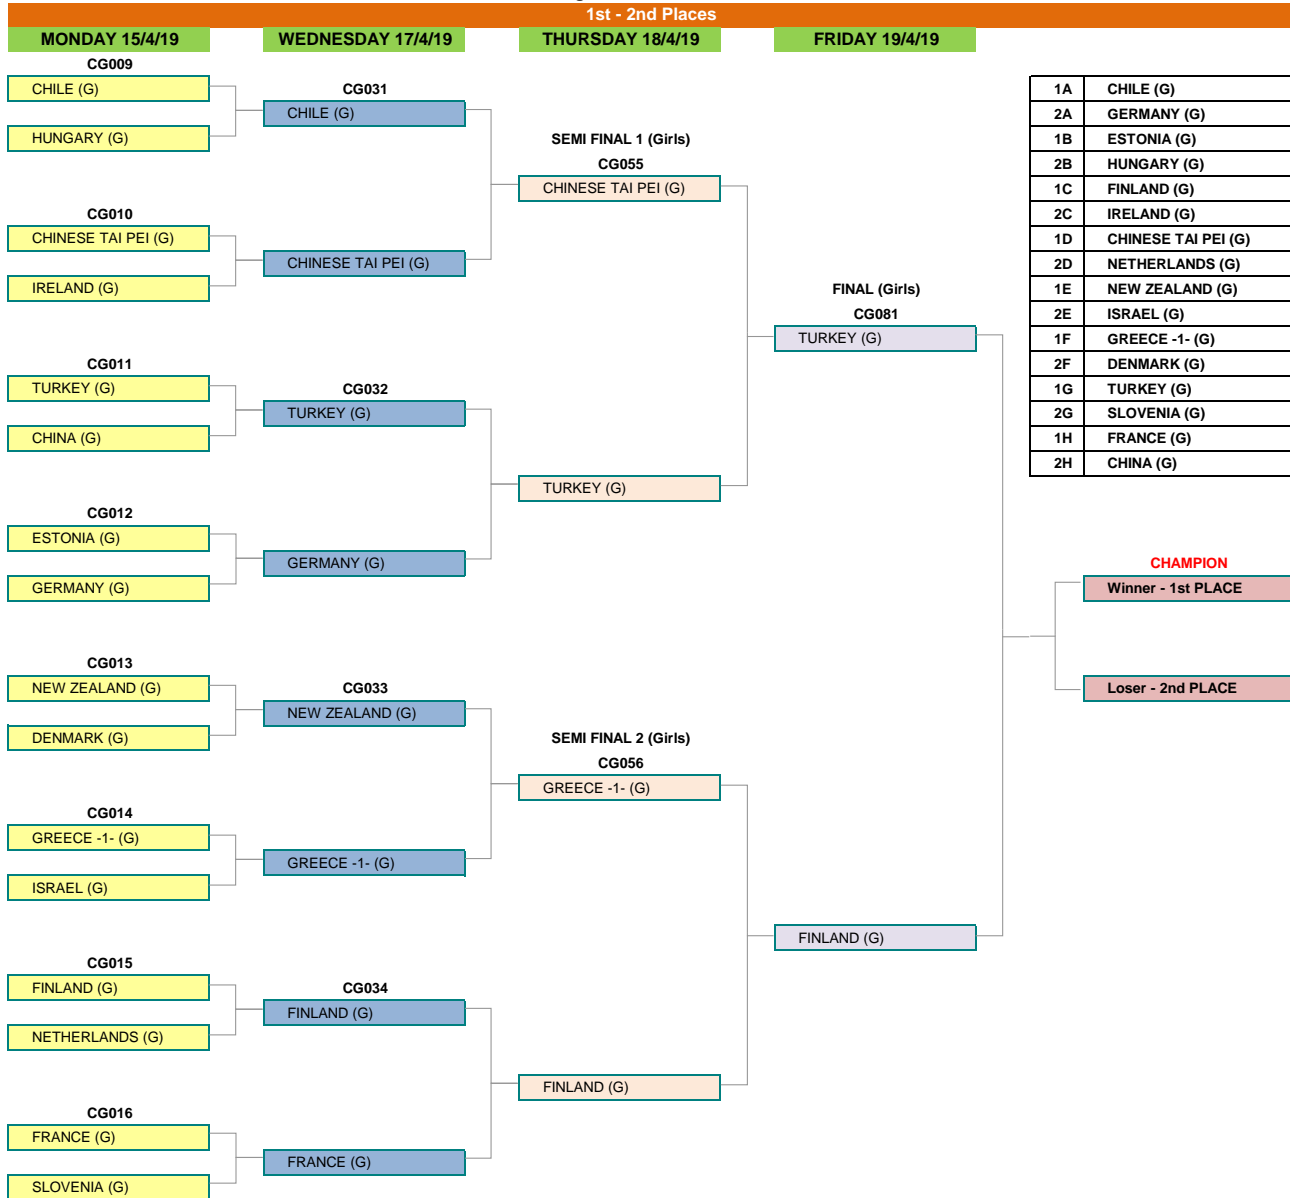 1st - 2nd Places
MONDAY 15/4/19 WEDNESDAY 17/4/19 THURSDAY 18/4/19 FRIDAY 19/4/19
CG009
CHILE (G)
HUNGARY (G)
CG010
CHINESE TAI PEI (G)
IRELAND (G)
CG011
TURKEY (G)
CHINA (G)
CG012
ESTONIA (G)
GERMANY (G)
CG013
NEW ZEALAND (G)
DENMARK (G)
CG014
GREECE -1- (G)
ISRAEL (G)
CG015
FINLAND (G)
NETHERLANDS (G)
CG016
FRANCE (G)
SLOVENIA (G)
CG031
CHILE (G)
CHINESE TAI PEI (G)
CG032
TURKEY (G)
GERMANY (G)
CG033
NEW ZEALAND (G)
GREECE -1- (G)
CG034
FINLAND (G)
FRANCE (G)
SEMI FINAL 1 (Girls)
CG055
CHINESE TAI PEI (G)
TURKEY (G)
SEMI FINAL 2 (Girls)
CG056
GREECE -1- (G)
FINLAND (G)
FINAL (Girls)
CG081
TURKEY (G)
FINLAND (G)
1A CHILE (G)
2A GERMANY (G)
1B ESTONIA (G)
2B HUNGARY (G)
1C FINLAND (G)
2C IRELAND (G)
1D CHINESE TAI PEI (G)
2D NETHERLANDS (G)
1E NEW ZEALAND (G)
2E ISRAEL (G)
1F GREECE -1- (G)
2F DENMARK (G)
1G TURKEY (G)
2G SLOVENIA (G)
1H FRANCE (G)
2H CHINA (G)
CHAMPION
Winner - 1st PLACE
Loser - 2nd PLACE